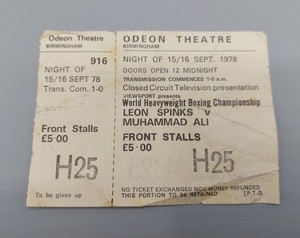 ODEON THEATRE
BIRMINGHAM
916
NIGHT OF
15/16 SEPT 78
Trans. Com. 1-0
Front Stalls
£5·00
H25
To be given up
ODEON THEATRE
BIRMINGHAM
NIGHT OF 15/16 SEPT. 1978
DOORS OPEN 12 MIDNIGHT
TRANSMISSION COMMENCES 1-0 a.m.
Closed Circuit Television presentation
VIEWSPORT presents
World Heavyweight Boxing Championship
LEON SPINKS v
MUHAMMAD ALI
FRONT STALLS
£5·00
H25
NO TICKET EXCHANGED NOR MONEY REFUNDED
THIS PORTION TO BE RETAINED [P.T.O.